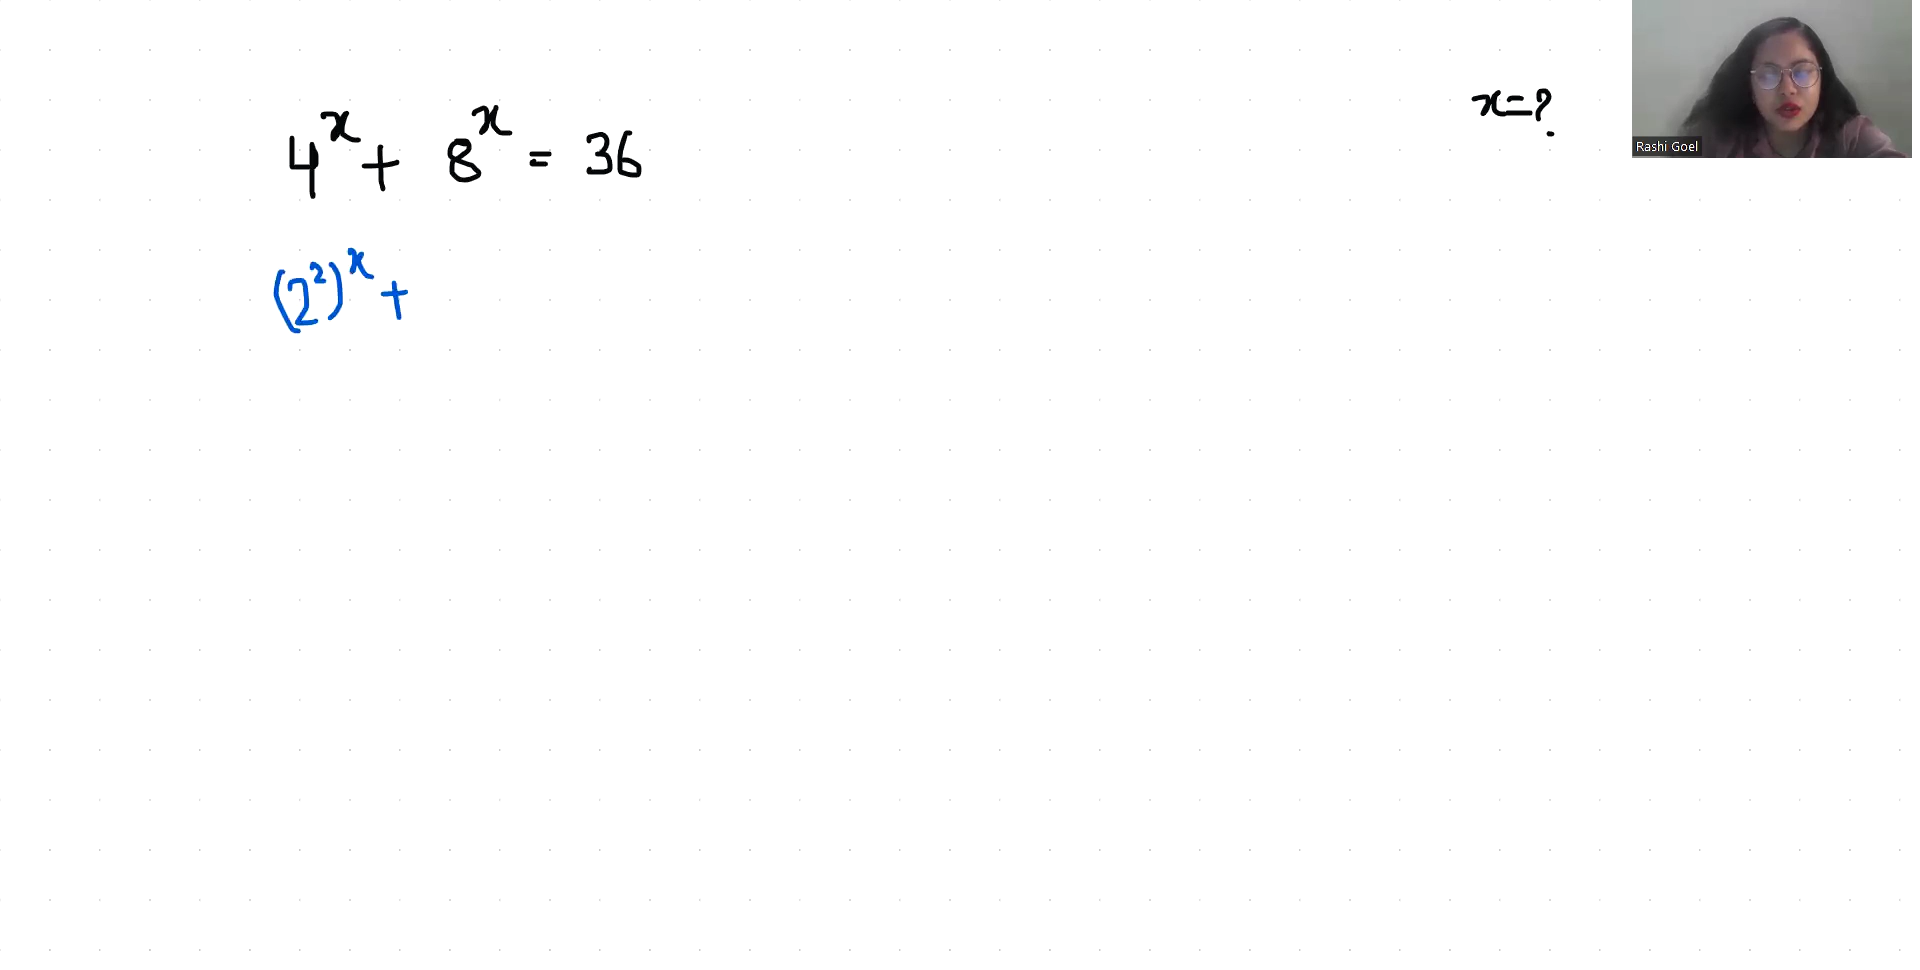 4^x + 8^x = 36
x=?
Rashi Goel
(2^2)^x +